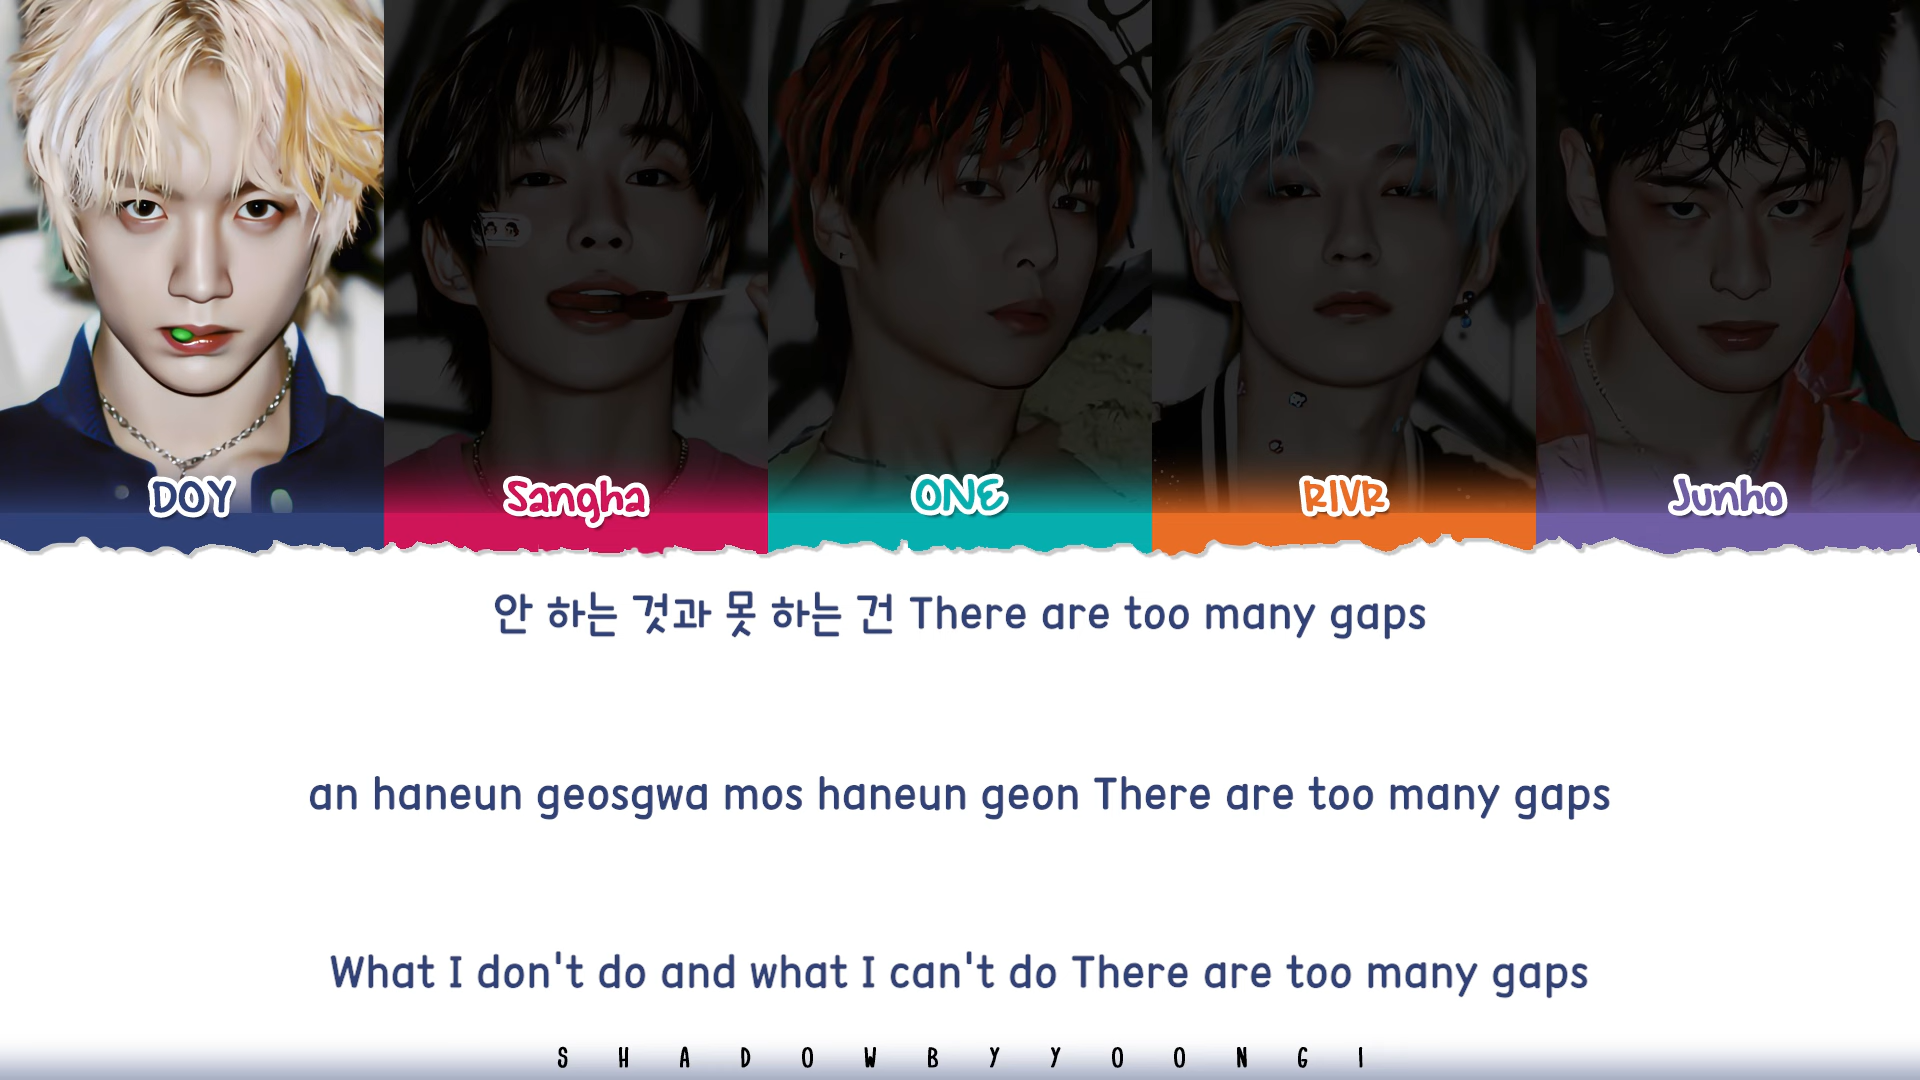 DOY
Sangha
ONE
RIVR
Junho
안 하는 것과 못 하는 건 There are too many gaps
an haneun geosgwa mos haneun geon There are too many gaps
What I don't do and what I can't do There are too many gaps
SHADOWBYYOONGI